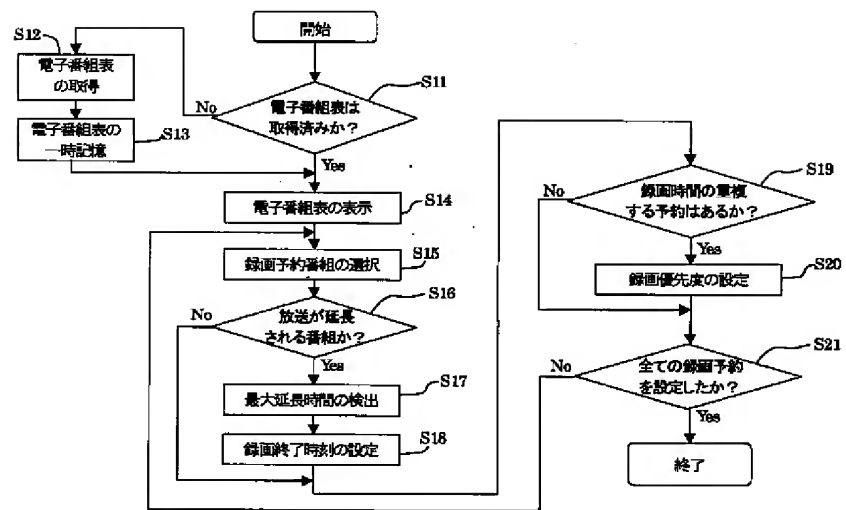 開始
S11
電子番組表は
取得済みか？
No
Yes
S12
電子番組表
の取得
電子番組表の
一時記憶
S13
電子番組表の表示
S14
録画予約番組の選択
S15
放送が延長
される番組か？
S16
No
Yes
最大延長時間の検出
S17
録画終了時刻の設定
S18
録画時間の重複
する予約はあるか？
S19
No
Yes
録画優先度の設定
S20
全ての録画予約
を設定したか？
S21
No
Yes
終了